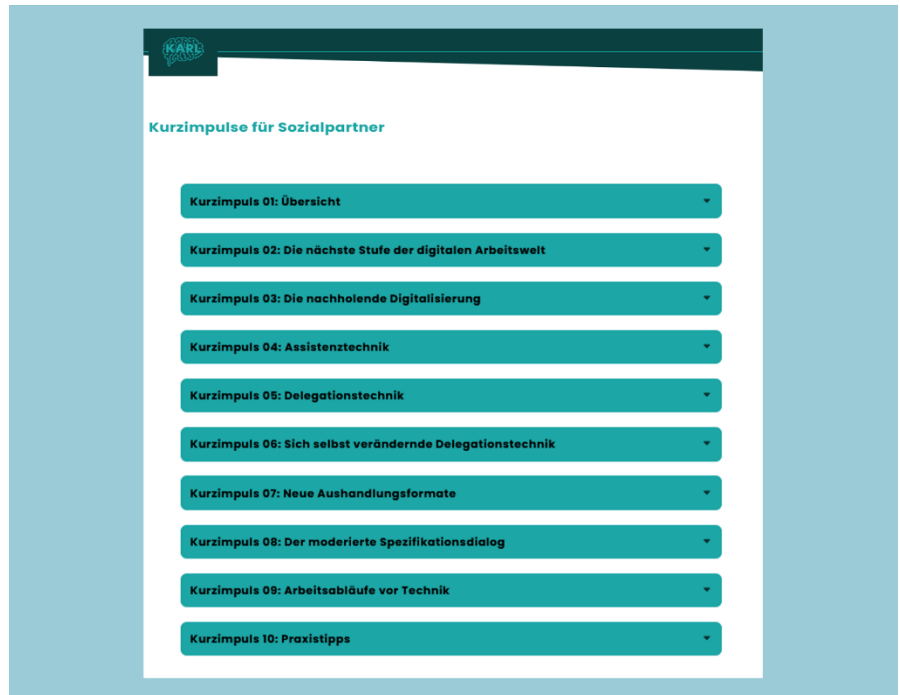 KARL
Kurzimpulse für Sozialpartner
Kurzimpuls 01: Übersicht
Kurzimpuls 02: Die nächste Stufe der digitalen Arbeitswelt
Kurzimpuls 03: Die nachholende Digitalisierung
Kurzimpuls 04: Assistenztechnik
Kurzimpuls 05: Delegationstechnik
Kurzimpuls 06: Sich selbst verändernde Delegationstechnik
Kurzimpuls 07: Neue Aushandlungsformate
Kurzimpuls 08: Der moderierte Spezifikationsdialog
Kurzimpuls 09: Arbeitsabläufe vor Technik
Kurzimpuls 10: Praxistipps